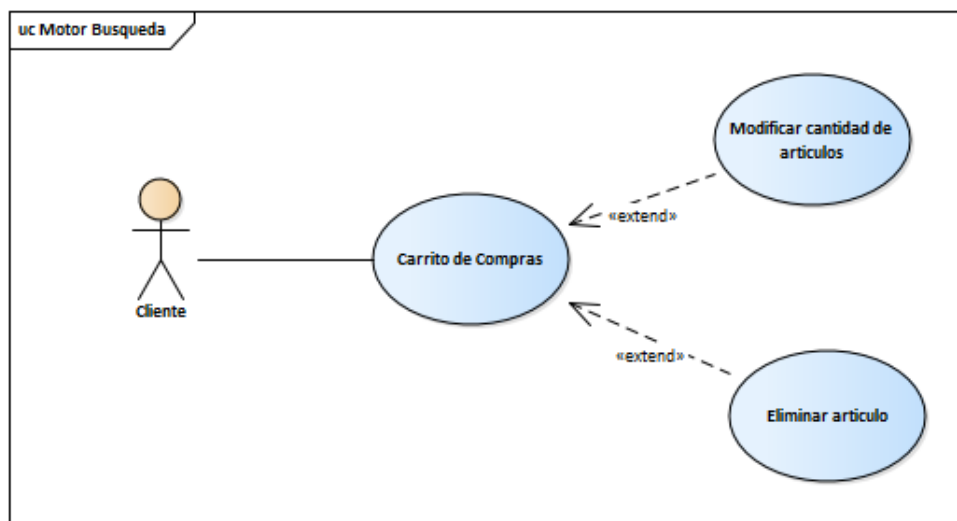 uc Motor Busqueda
Modificar cantidad de
articulos
«extend»
Carrito de Compras
Cliente
«extend»
Eliminar articulo